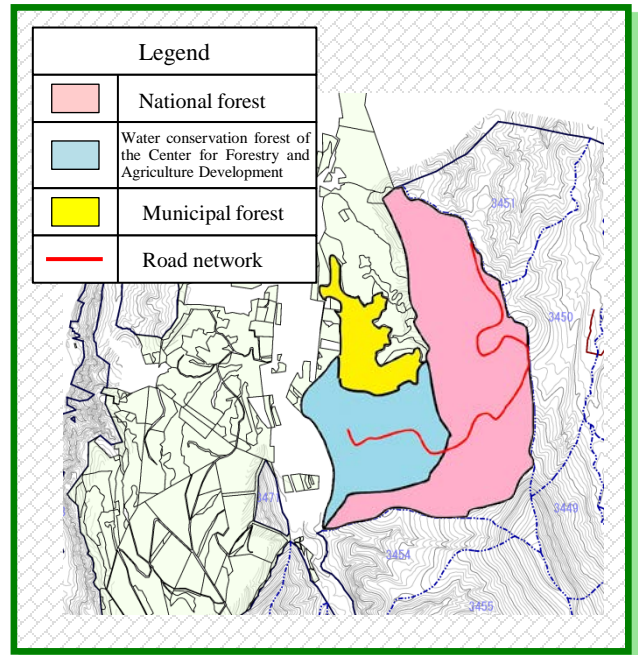 Legend
National forest
Water conservation forest of
the Center for Forestry and
Agriculture Development
Municipal forest
Road network
3451
3450
3449
3454
3455